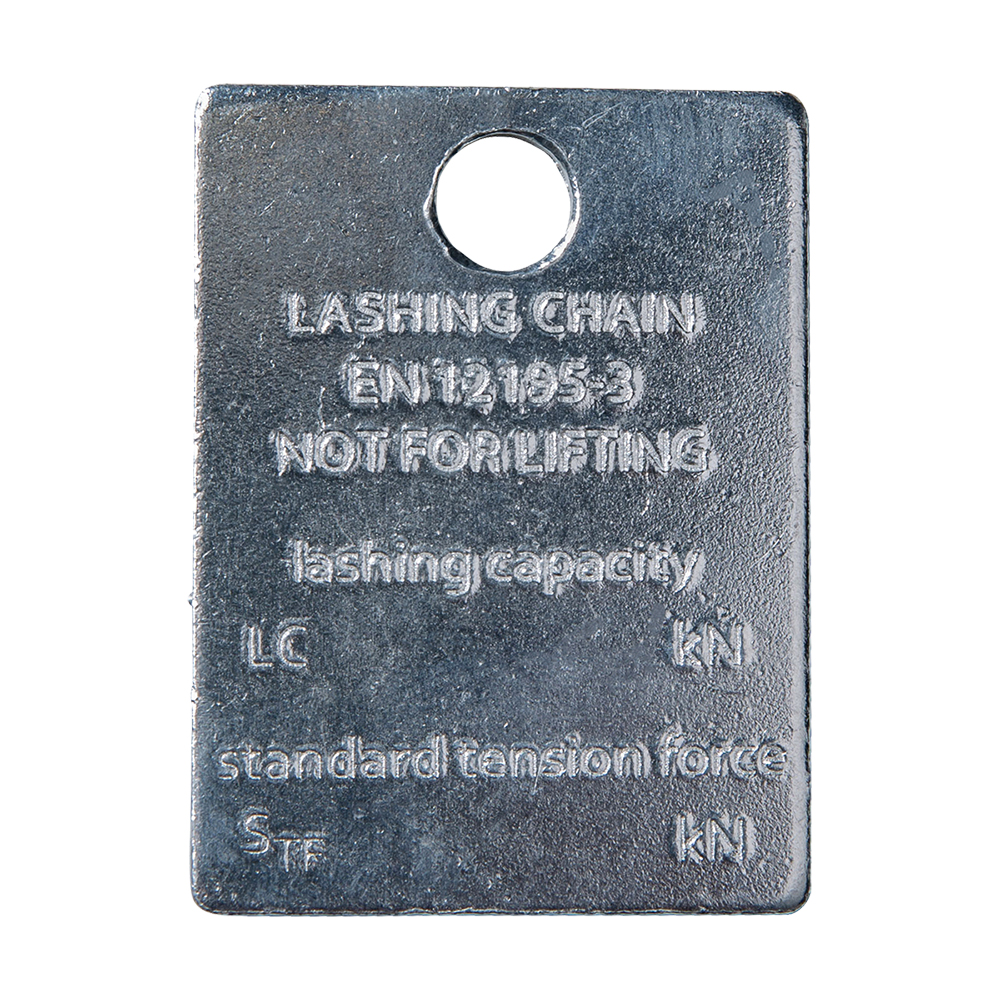 LASHING CHAIN
EN 12195-3
NOT FOR LIFTING
lashing capacity
LC kN
standard tension force
STF kN